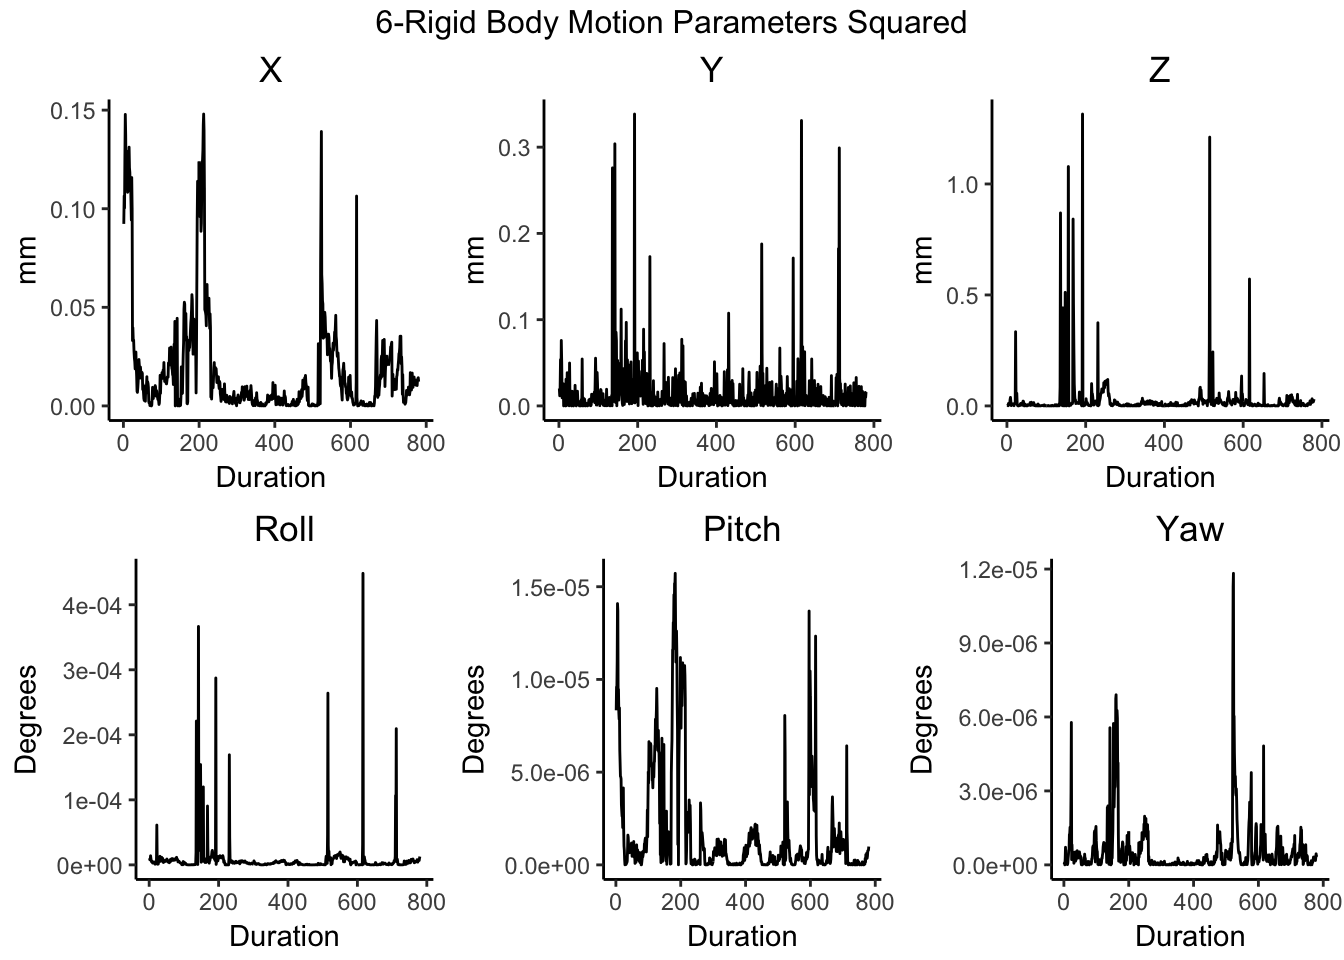 6-Rigid Body Motion Parameters Squared
X
Y
Z
0.15
0.10
0.05
0.00
mm
0 200 400 600 800
Duration
0.3
0.2
0.1
0.0
mm
0 200 400 600 800
Duration
1.0
0.5
0.0
mm
0 200 400 600 800
Duration
Roll
Pitch
Yaw
4e-04
3e-04
2e-04
1e-04
0e+00
Degrees
0 200 400 600 800
Duration
1.5e-05
1.0e-05
5.0e-06
0.0e+00
Degrees
0 200 400 600 800
Duration
1.2e-05
9.0e-06
6.0e-06
3.0e-06
0.0e+00
Degrees
0 200 400 600 800
Duration